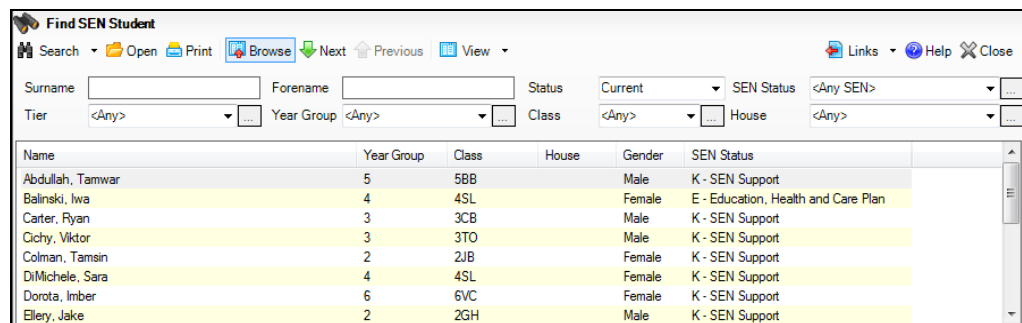 Find SEN Student
Search Open Print Browse Next Previous View Links Help Close
Surname Forename Status Current SEN Status <Any SEN> ...
Tier <Any> ... Year Group <Any> ... Class <Any> ... House <Any> ...
Name Year Group Class House Gender SEN Status
Abdullah, Tamwar 5 5BB Male K - SEN Support
Balinski, Iwa 4 4SL Female E - Education, Health and Care Plan
Carter, Ryan 3 3CB Male K - SEN Support
Cichy, Viktor 3 3TO Male K - SEN Support
Colman, Tamsin 2 2JB Female K - SEN Support
DiMichele, Sara 4 4SL Female K - SEN Support
Dorota, Imber 6 6VC Female K - SEN Support
Ellery, Jake 2 2GH Male K - SEN Support